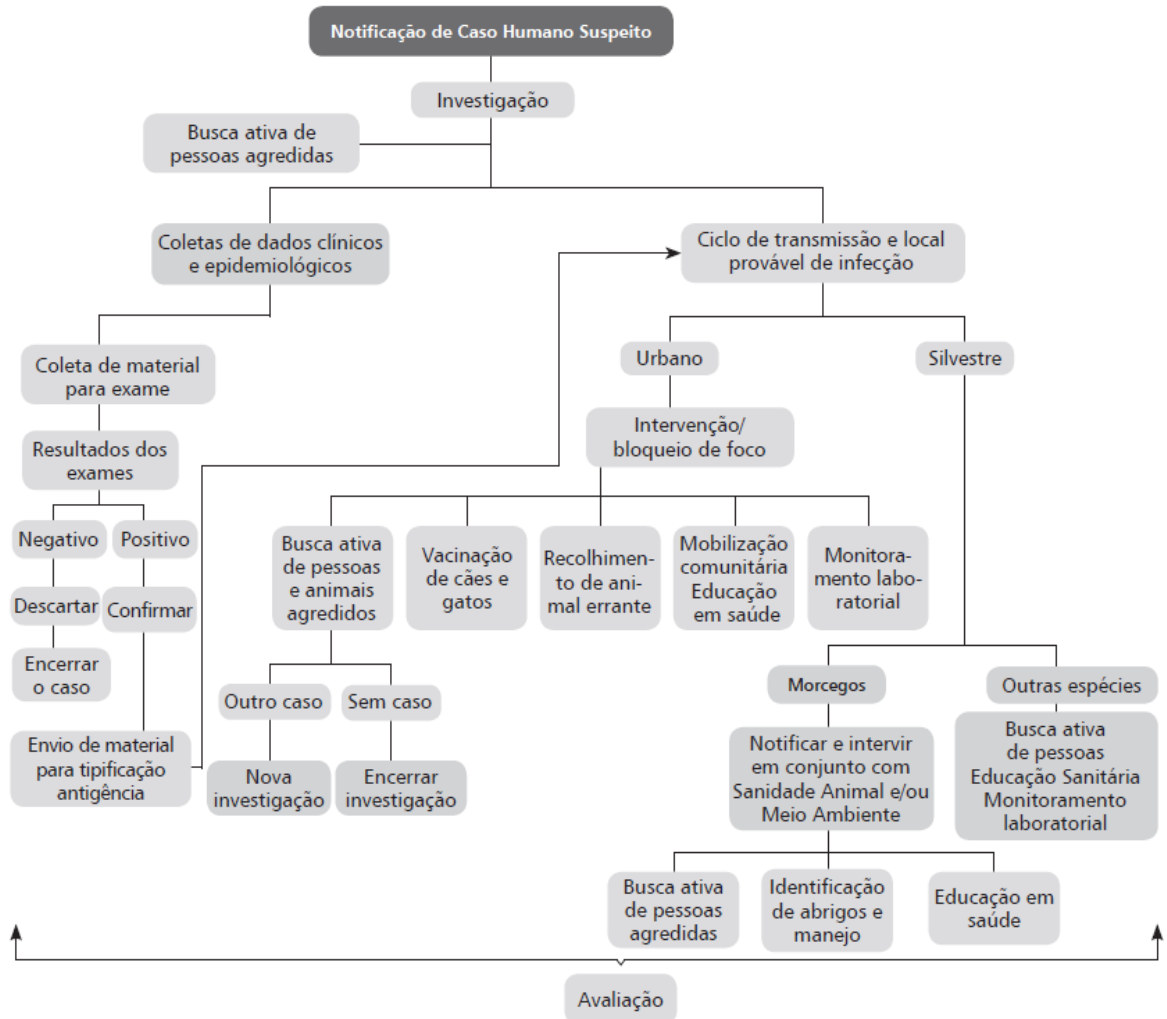 Notificação de Caso Humano Suspeito
Investigação
Busca ativa de
pessoas agredidas
Coletas de dados clínicos
e epidemiológicos
Ciclo de transmissão e local
provável de infecção
Coleta de material
para exame
Urbano
Silvestre
Resultados dos
exames
Intervenção/
bloqueio de foco
Negativo
Positivo
Descartar
Confirmar
Encerrar
o caso
Envio de material
para tipificação
antigência
Busca ativa
de pessoas
e animais
agredidos
Vacinação
de cães e
gatos
Recolhimen-
to de ani-
mal errante
Mobilização
comunitária
Educação
em saúde
Monitora-
mento labo-
ratorial
Outro caso
Sem caso
Nova
investigação
Encerrar
investigação
Morcegos
Outras espécies
Notificar e intervir
em conjunto com
Sanidade Animal e/ou
Meio Ambiente
Busca ativa
de pessoas
Educação Sanitária
Monitoramento
laboratorial
Busca ativa
de pessoas
agredidas
Identificação
de abrigos e
manejo
Educação em
saúde
Avaliação